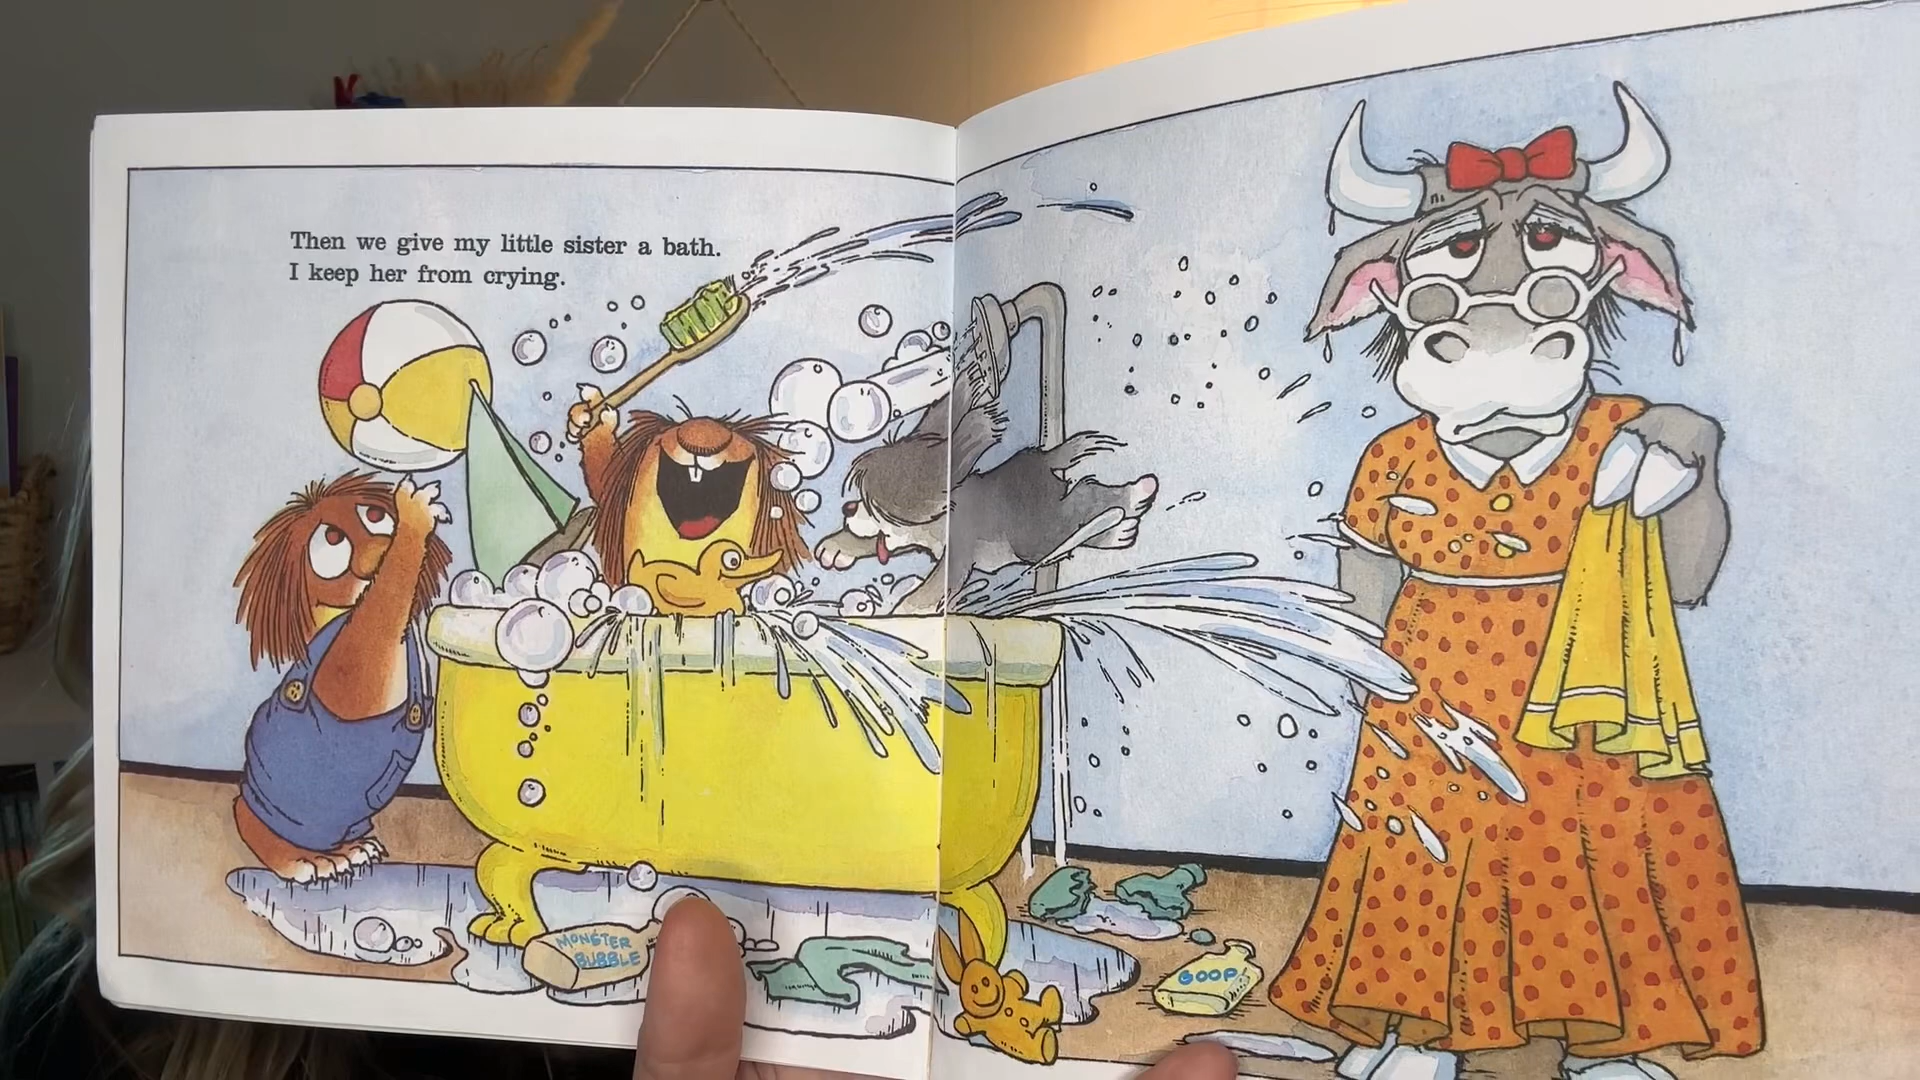 Then we give my little sister a bath.
I keep her from crying.
MONSTER
BUBBLE
GOOP